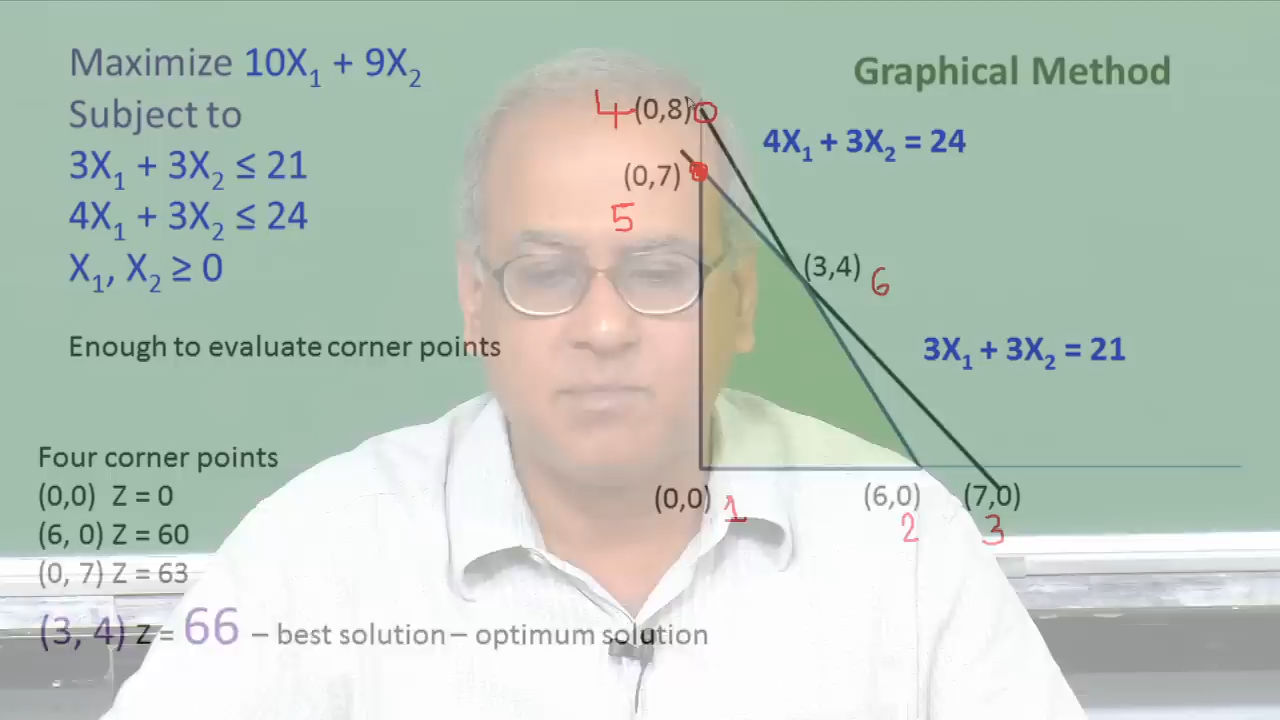 Maximize 10X₁ + 9X₂
Subject to
3X₁ + 3X₂ ≤ 21
4X₁ + 3X₂ ≤ 24
X₁, X₂ ≥ 0
Enough to evaluate corner points
Four corner points
(0,0) Z = 0
(6, 0) Z = 60
(0, 7) Z = 63
(3, 4) Z = 66 – best solution – optimum solution
Graphical Method
4 (0,8)
4X₁ + 3X₂ = 24
(0,7)
5
(3,4) 6
3X₁ + 3X₂ = 21
(0,0) 1
(6,0) (7,0)
2 3